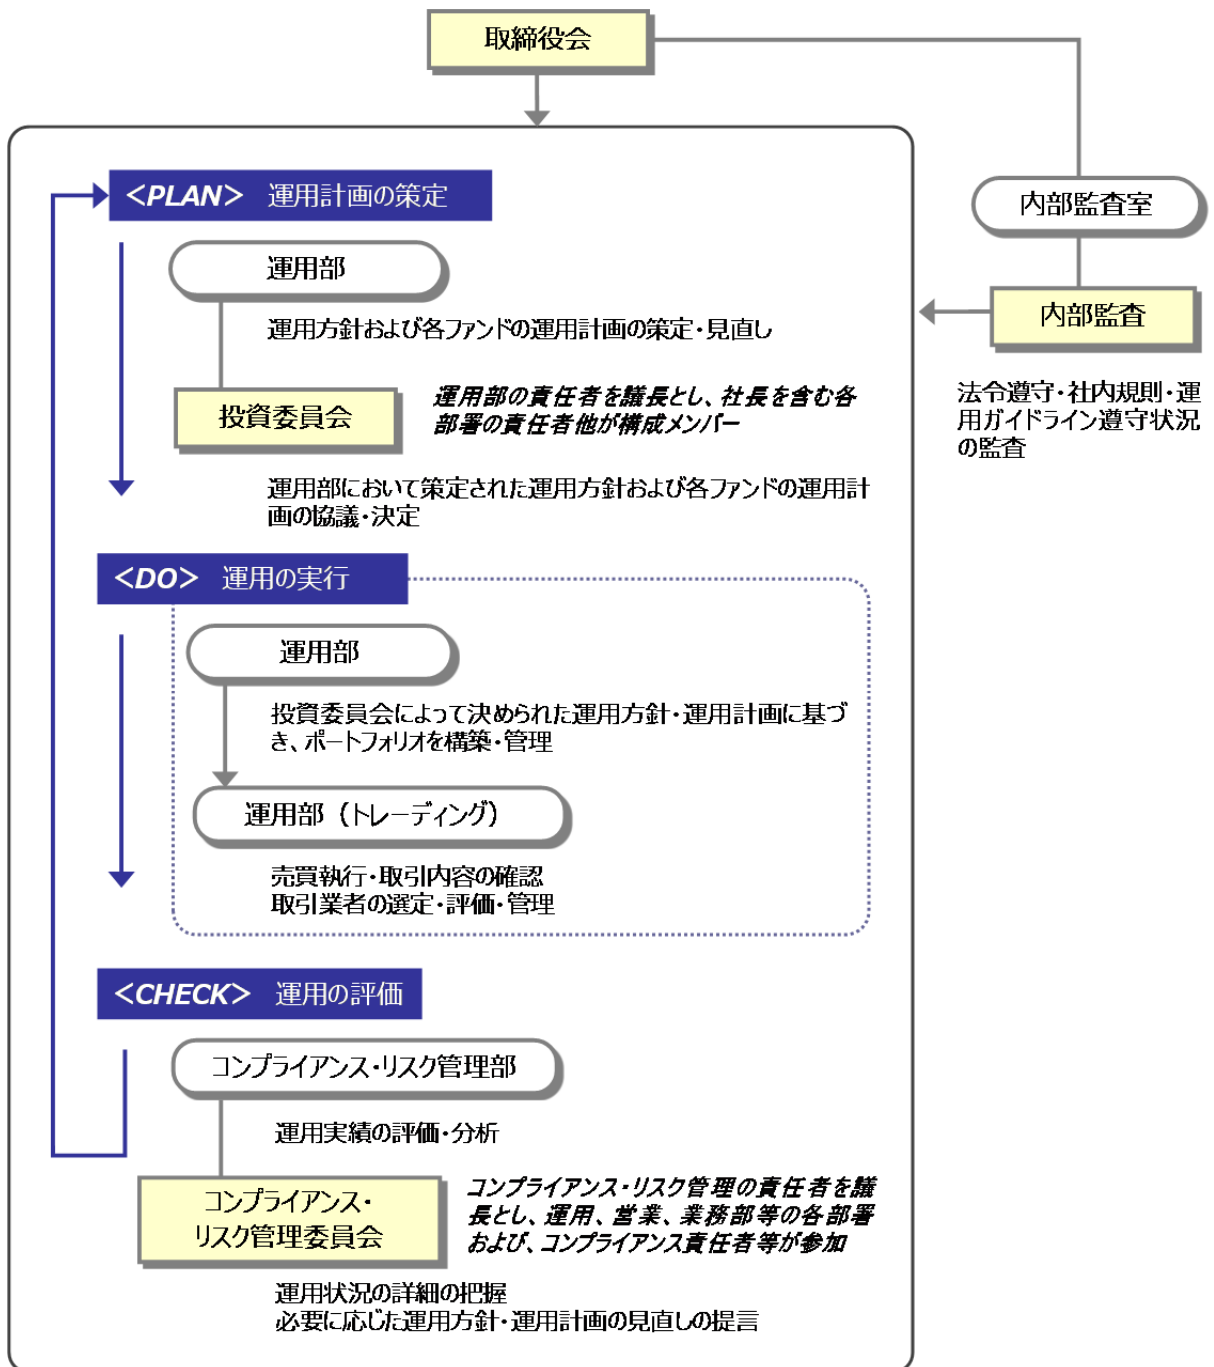 取締役会
<PLAN> 運用計画の策定
運用部
運用方針および各ファンドの運用計画の策定・見直し
投資委員会
運用部の責任者を議長とし、社長を含む各
部署の責任者他が構成メンバー
運用部において策定された運用方針および各ファンドの運用計
画の協議・決定
<DO> 運用の実行
運用部
投資委員会によって決められた運用方針・運用計画に基づ
き、ポートフォリオを構築・管理
運用部（トレーディング）
売買執行・取引内容の確認
取引業者の選定・評価・管理
<CHECK> 運用の評価
コンプライアンス・リスク管理部
運用実績の評価・分析
コンプライアンス・
リスク管理委員会
コンプライアンス・リスク管理の責任者を議
長とし、運用、営業、業務部等の各部署
および、コンプライアンス責任者等が参加
運用状況の詳細の把握
必要に応じた運用方針・運用計画の見直しの提言
内部監査室
内部監査
法令遵守・社内規則・運
用ガイドライン遵守状況
の監査